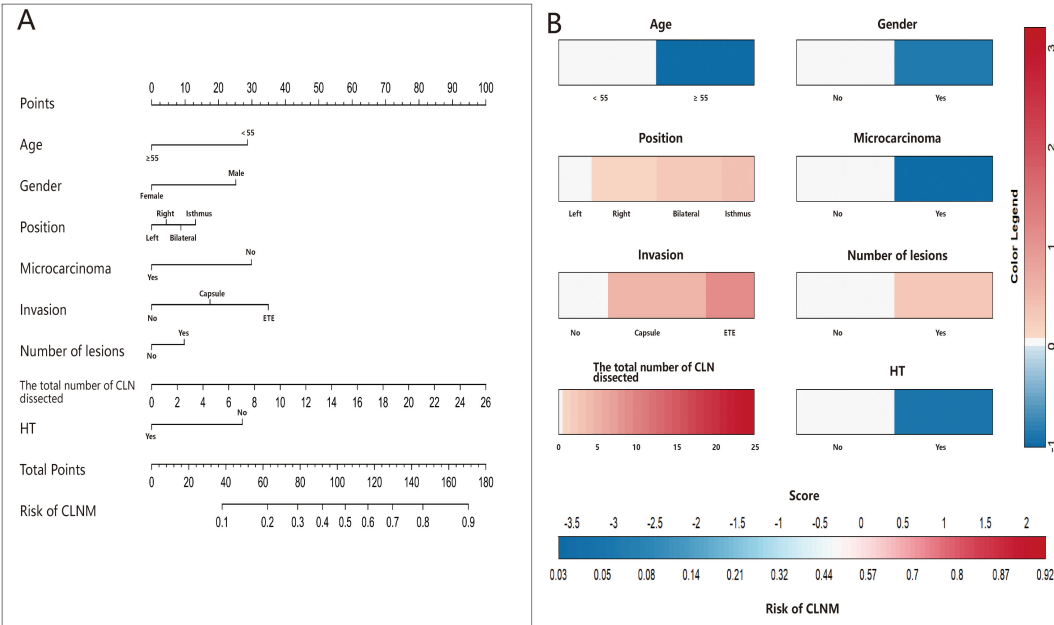 A
0 10 20 30 40 50 60 70 80 90 100
Points
< 55
Age
≥55
Male
Gender
Female
Right Isthmus
Position
Left Bilateral
No
Microcarcinoma
Yes
Capsule
Invasion
No ETE
Yes
Number of lesions
No
The total number of CLN
dissected
0 2 4 6 8 10 12 14 16 18 20 22 24 26
No
HT
Yes
Total Points
0 20 40 60 80 100 120 140 160 180
Risk of CLNM
0.1 0.2 0.3 0.4 0.5 0.6 0.7 0.8 0.9
B
Age
< 55 ≥ 55
Gender
No Yes
Position
Left Right Bilateral Isthmus
Microcarcinoma
No Yes
Invasion
No Capsule ETE
Number of lesions
No Yes
The total number of CLN
dissected
0 5 10 15 20 25
HT
No Yes
Color Legend
3
2
1
0
-1
Score
-3.5 -3 -2.5 -2 -1.5 -1 -0.5 0 0.5 1 1.5 2
0.03 0.05 0.08 0.14 0.21 0.32 0.44 0.57 0.7 0.8 0.87 0.92
Risk of CLNM